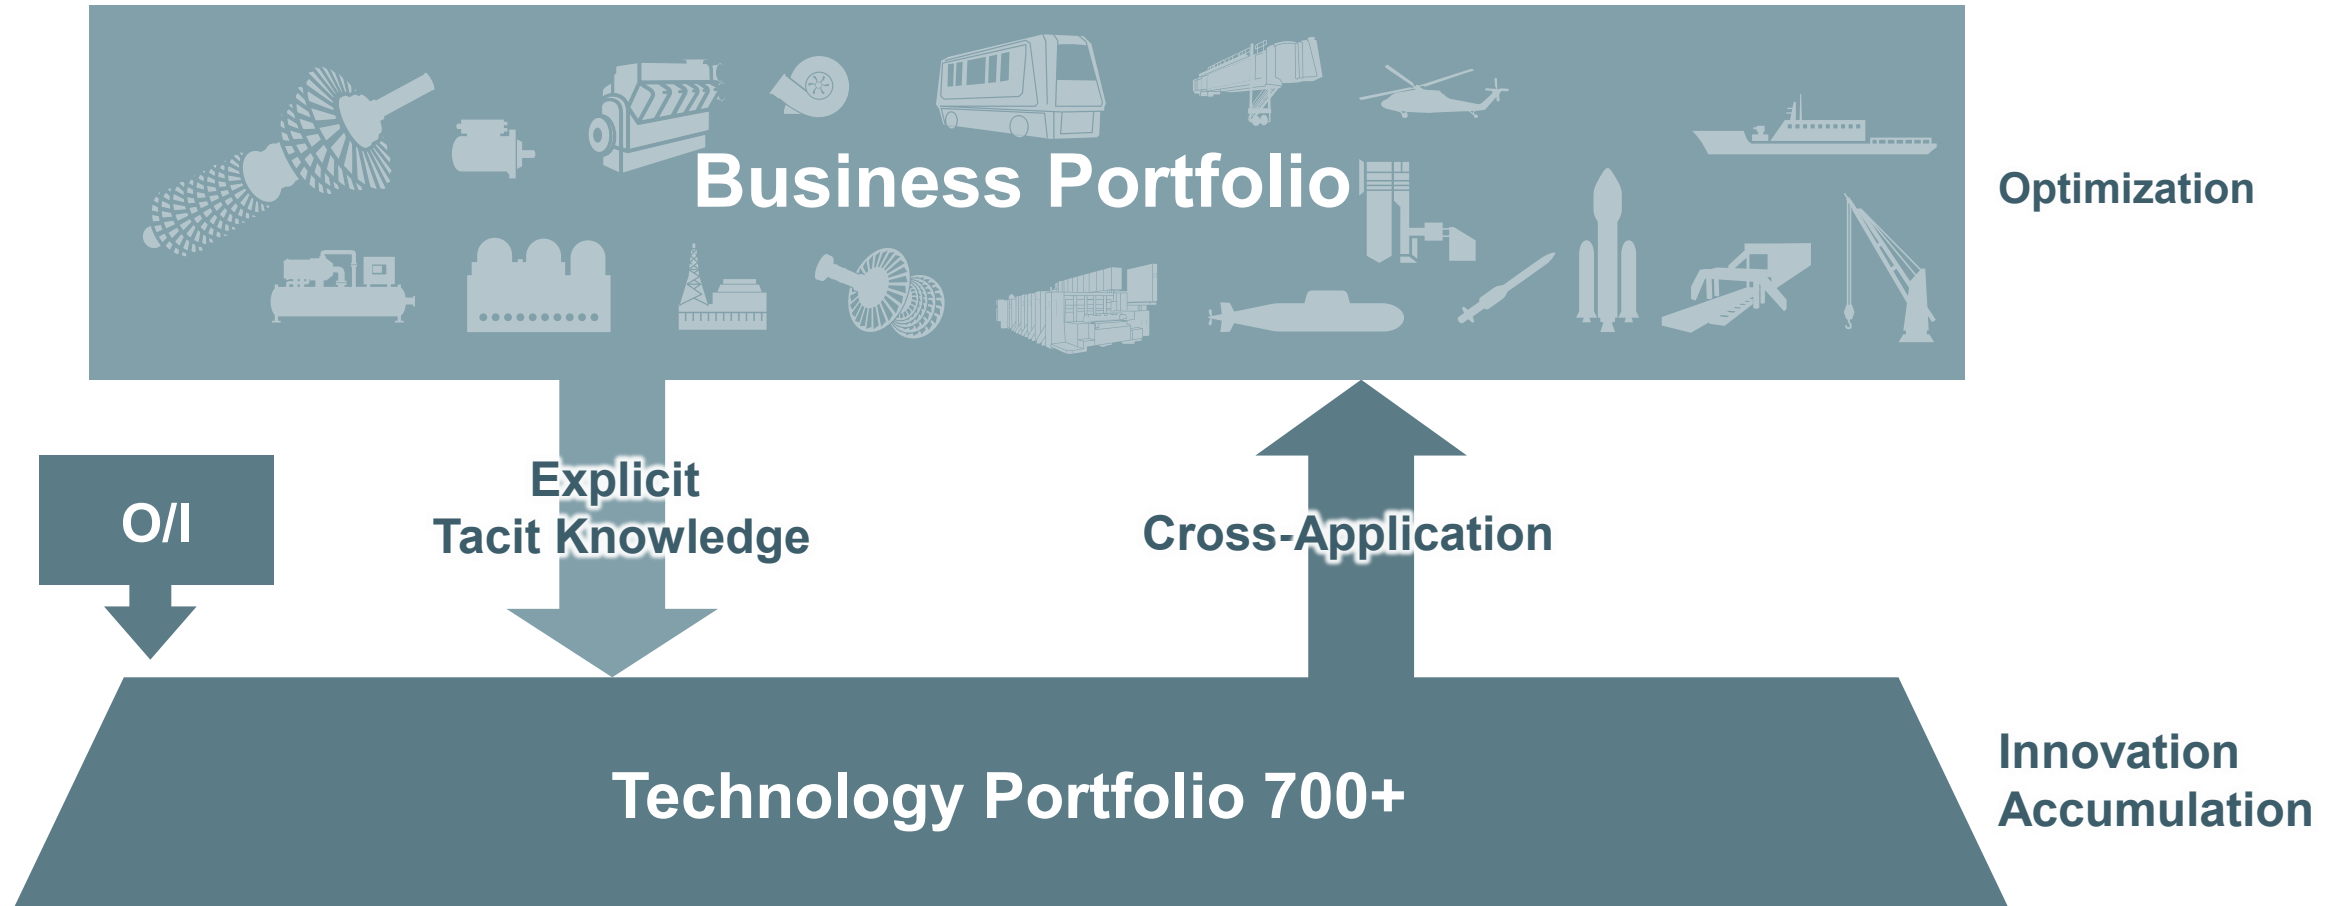 Business Portfolio
Optimization
O/I
Explicit
Tacit Knowledge
Cross-Application
Technology Portfolio 700+
Innovation
Accumulation